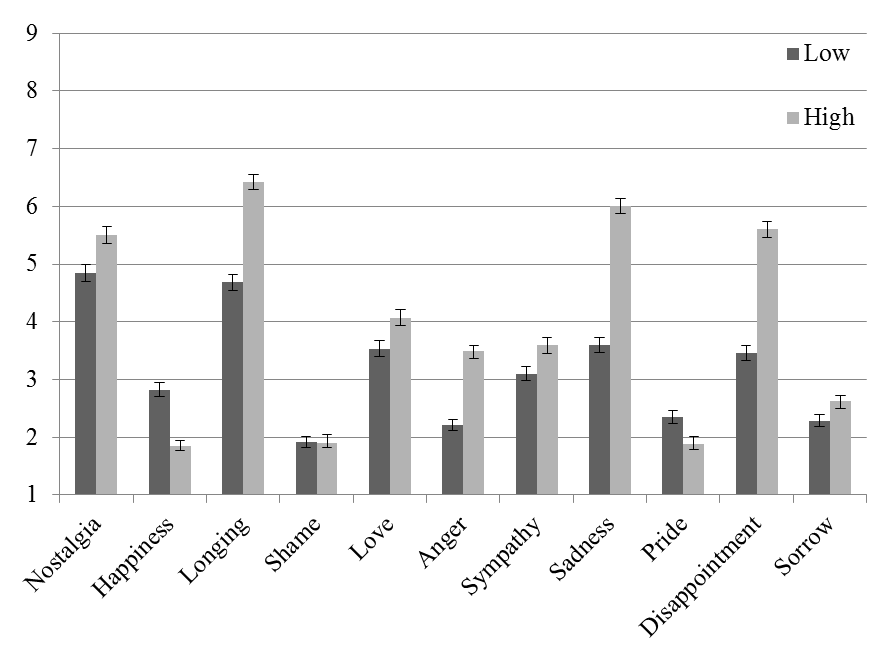 9
8
7
6
5
4
3
2
1
Low
High
Nostalgia
Happiness
Longing
Shame
Love
Anger
Sympathy
Sadness
Pride
Disappointment
Sorrow